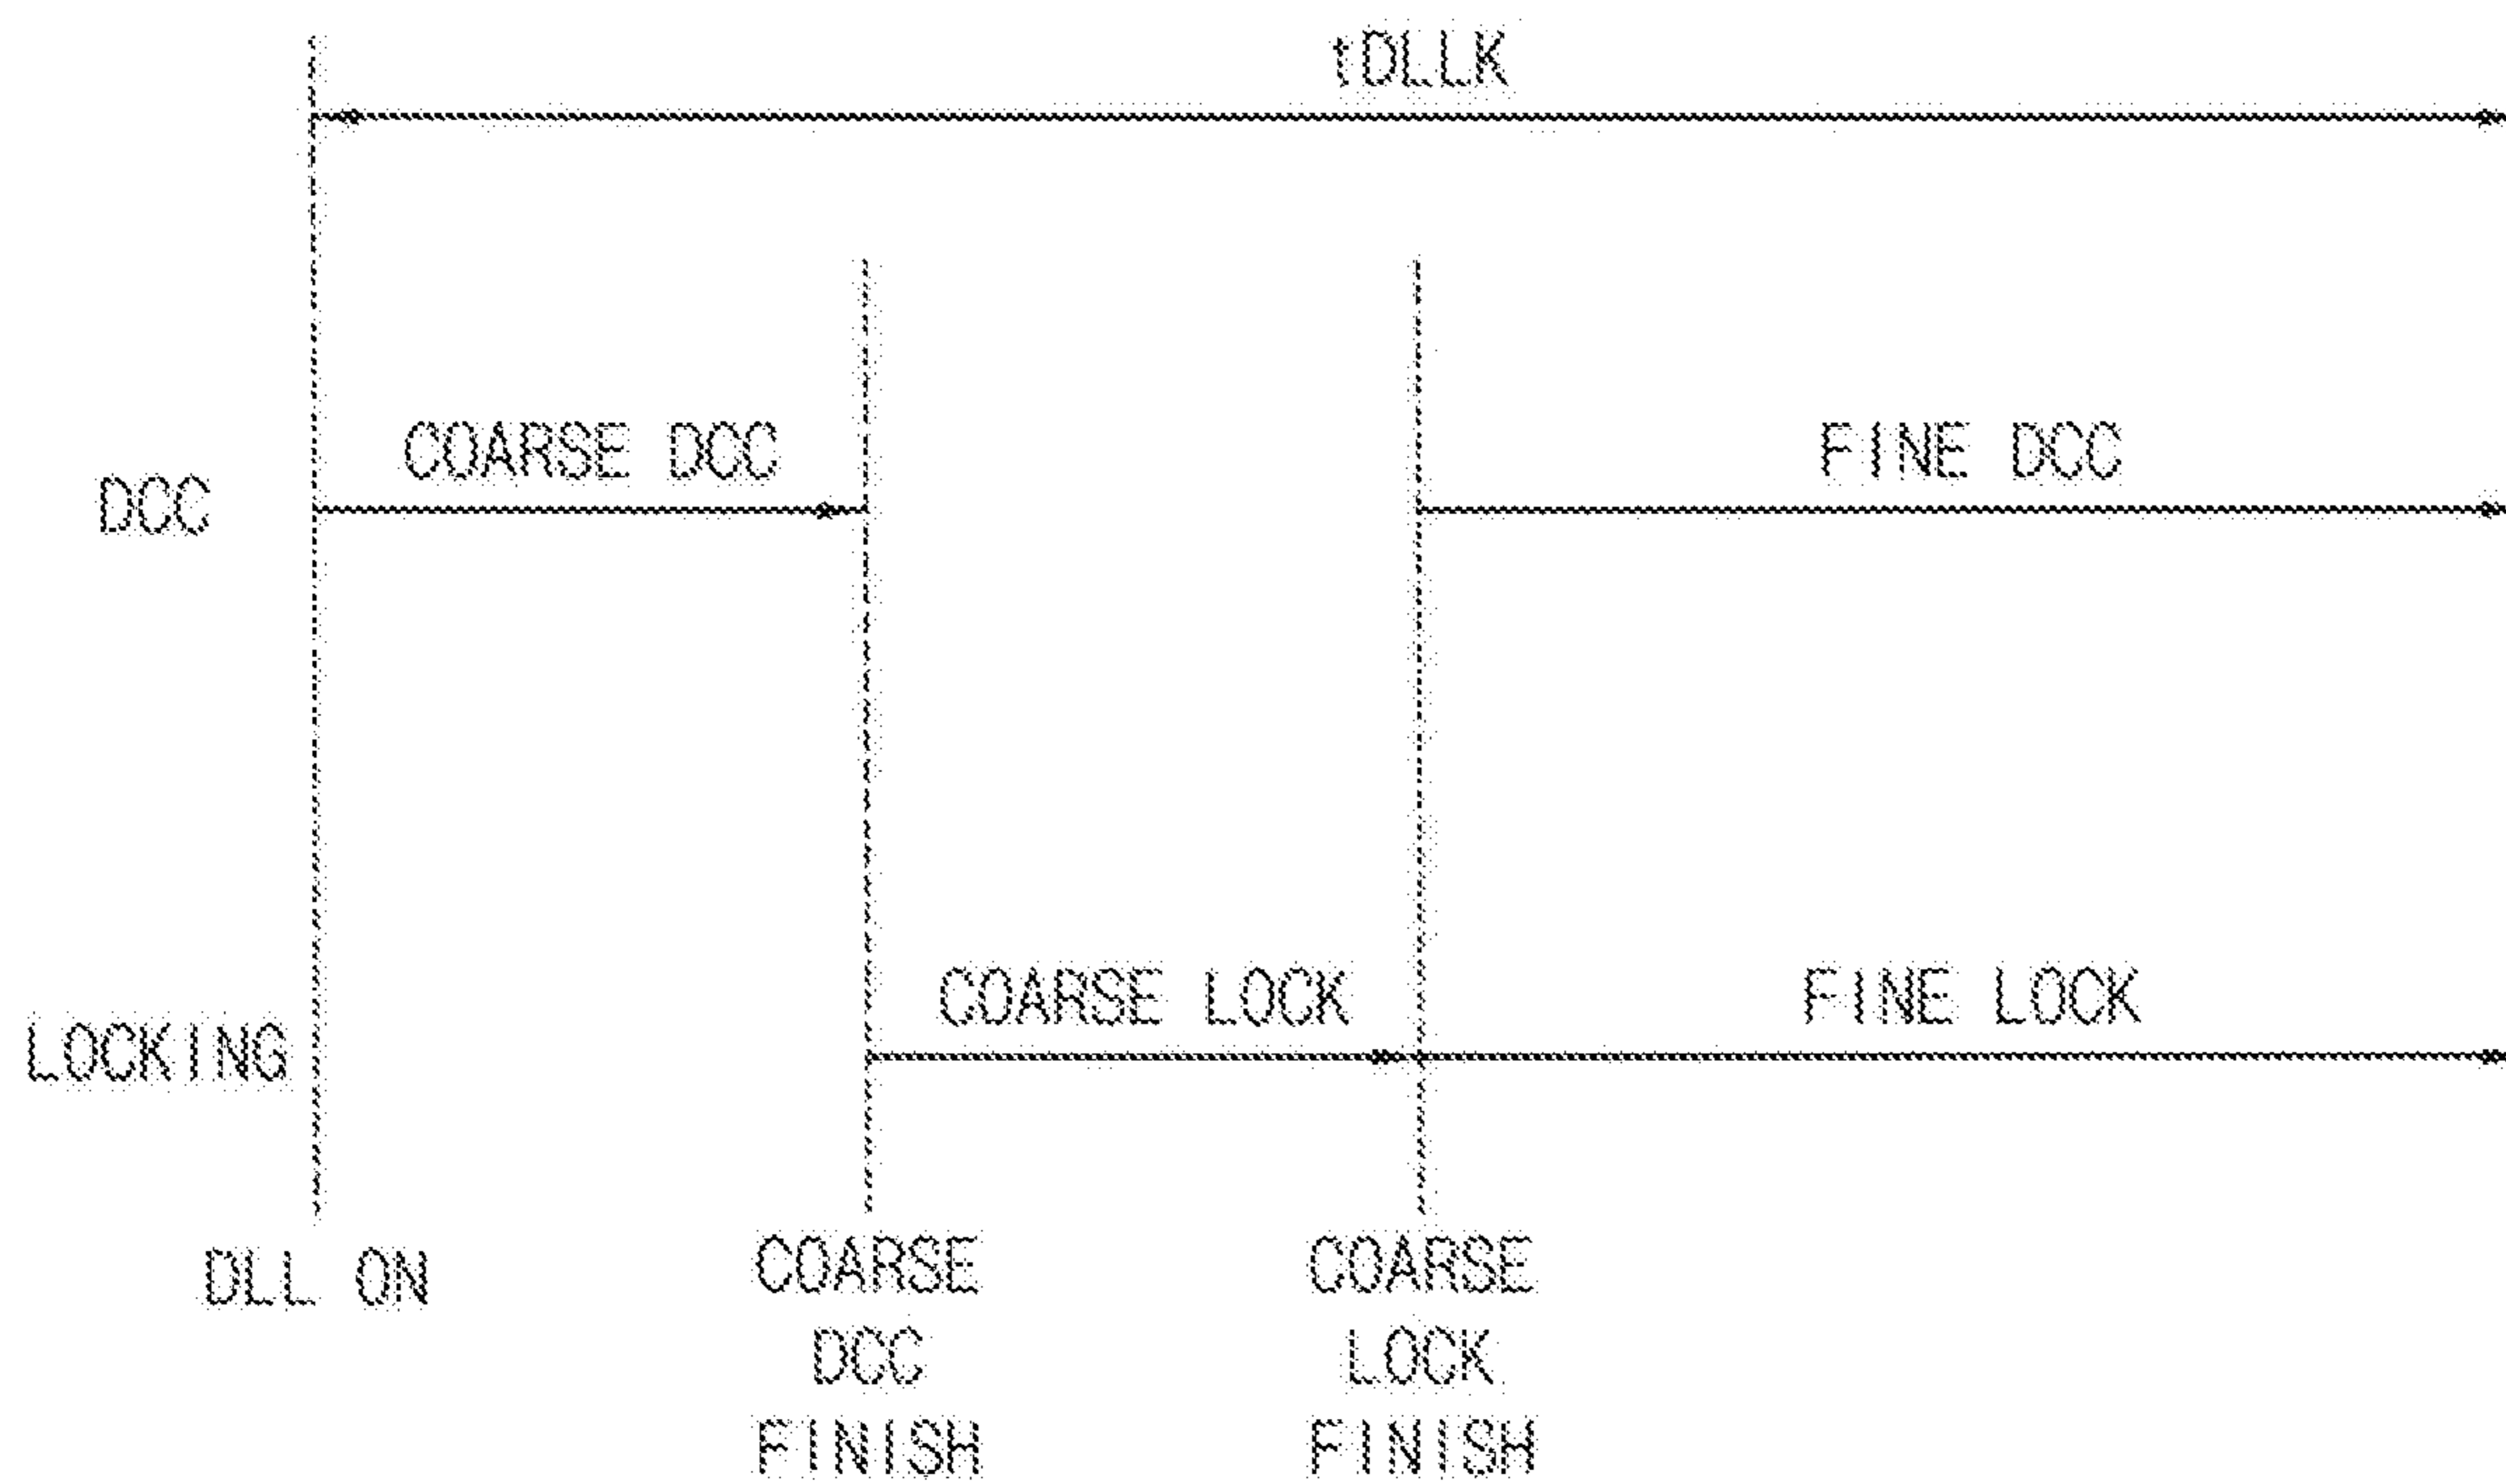 tDLLK
COARSE DCC
FINE DCC
DCC
COARSE LOCK
FINE LOCK
LOCKING
DLL ON
COARSE
DCC
FINISH
COARSE
LOCK
FINISH